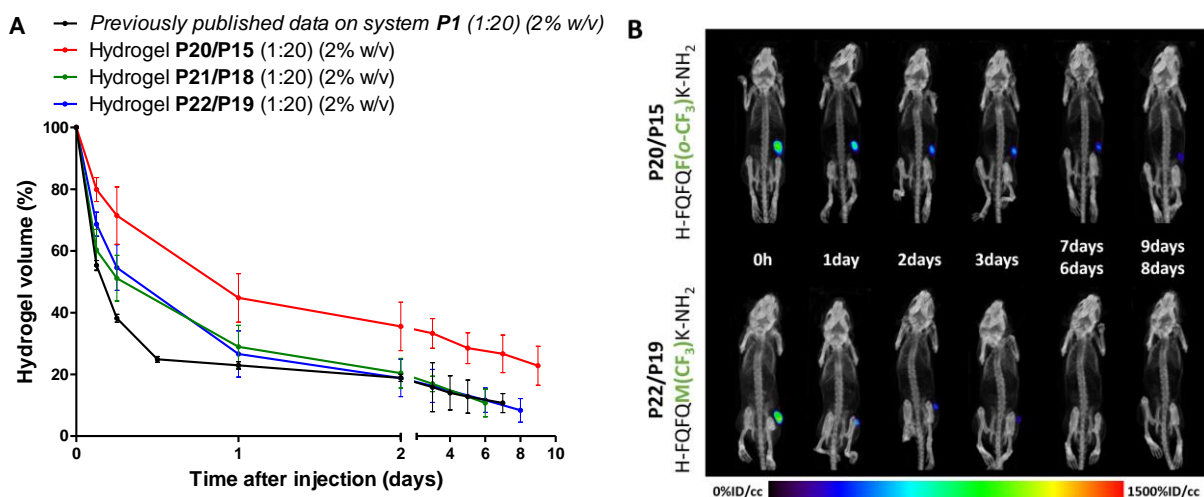 A
Previously published data on system P1 (1:20) (2% w/v)
Hydrogel P20/P15 (1:20) (2% w/v)
Hydrogel P21/P18 (1:20) (2% w/v)
Hydrogel P22/P19 (1:20) (2% w/v)
100
80
60
40
20
0
Hydrogel volume (%)
0 1 2 4 6 8 10
Time after injection (days)
B
P20/P15
H-FQFQF(o-CF₃)K-NH₂
0h 1day 2days 3days 7days 9days
6days 8days
P22/P19
H-FQFQM(CF₃)K-NH₂
0%ID/cc 1500%ID/cc